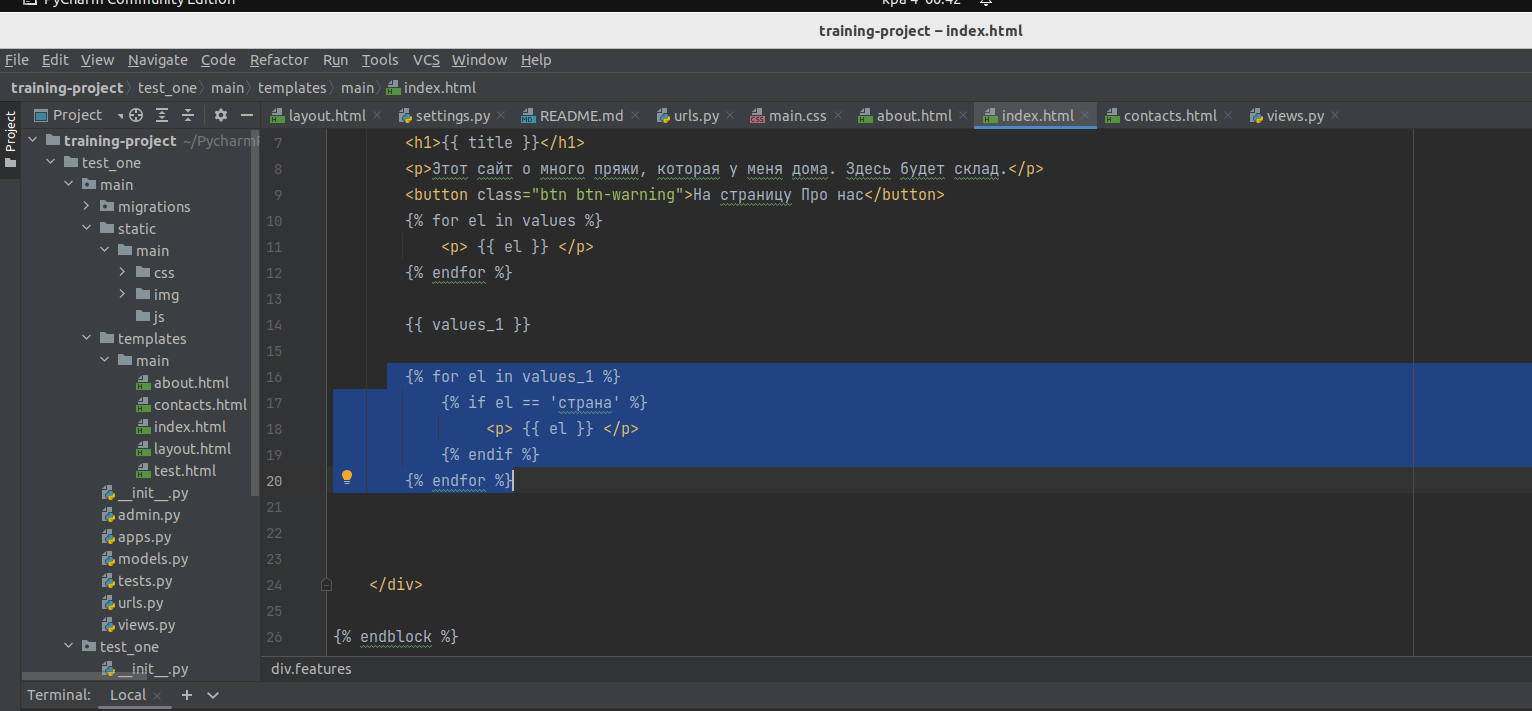 PyCharm Community Edition кра 4 00:42
training-project – index.html
File Edit View Navigate Code Refactor Run Tools VCS Window Help
training-project test_one main templates main index.html
Project layout.html settings.py README.md urls.py main.css about.html index.html contacts.html views.py
Project
training-project ~/Pycharm
test_one
main
migrations
static
main
css
img
js
templates
main
about.html
contacts.html
index.html
layout.html
test.html
__init__.py
admin.py
apps.py
models.py
tests.py
urls.py
views.py
test_one
__init__.py
7 <h1>{{ title }}</h1>
8 <p>Этот сайт о много пряжи, которая у меня дома. Здесь будет склад.</p>
9 <button class="btn btn-warning">На страницу Про нас</button>
10 {% for el in values %}
11 <p> {{ el }} </p>
12 {% endfor %}
13
14 {{ values_1 }}
15
16 {% for el in values_1 %}
17 {% if el == 'страна' %}
18 <p> {{ el }} </p>
19 {% endif %}
20 {% endfor %}
21
22
23
24 </div>
25
26 {% endblock %}
div.features
Terminal: Local